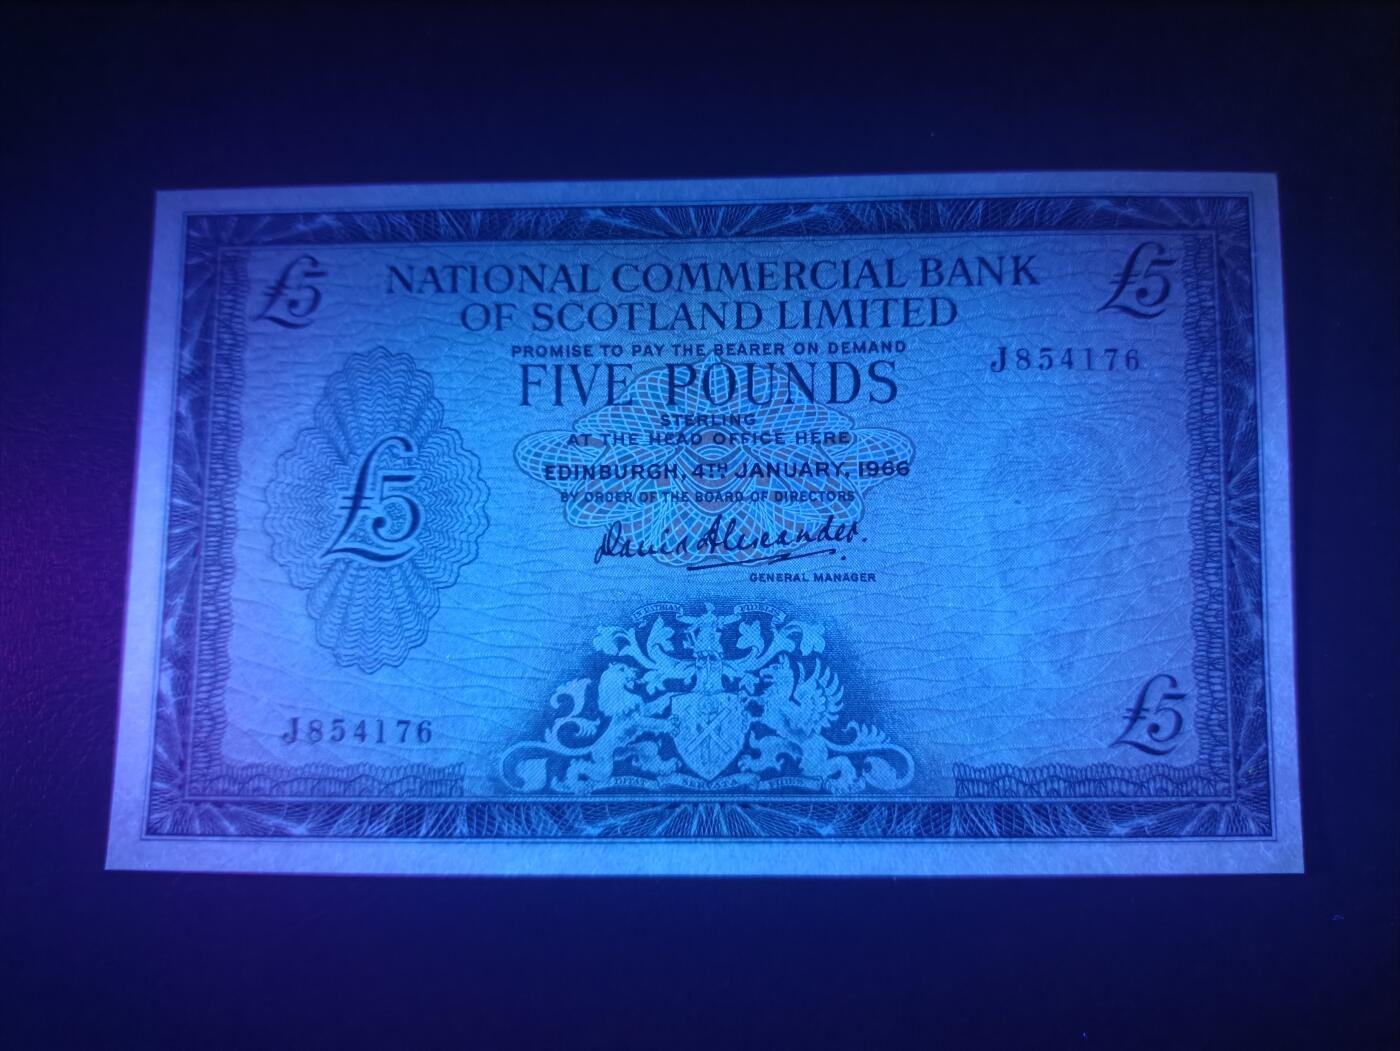 £5
NATIONAL COMMERCIAL BANK
£5
OF SCOTLAND LIMITED
PROMISE TO PAY THE BEARER ON DEMAND
J854176
FIVE POUNDS
STERLING
AT THE HEAD OFFICE HERE
EDINBURGH, 4TH JANUARY, 1966
BY ORDER OF THE BOARD OF DIRECTORS
£5
David Alexander.
GENERAL MANAGER
£5
J854176